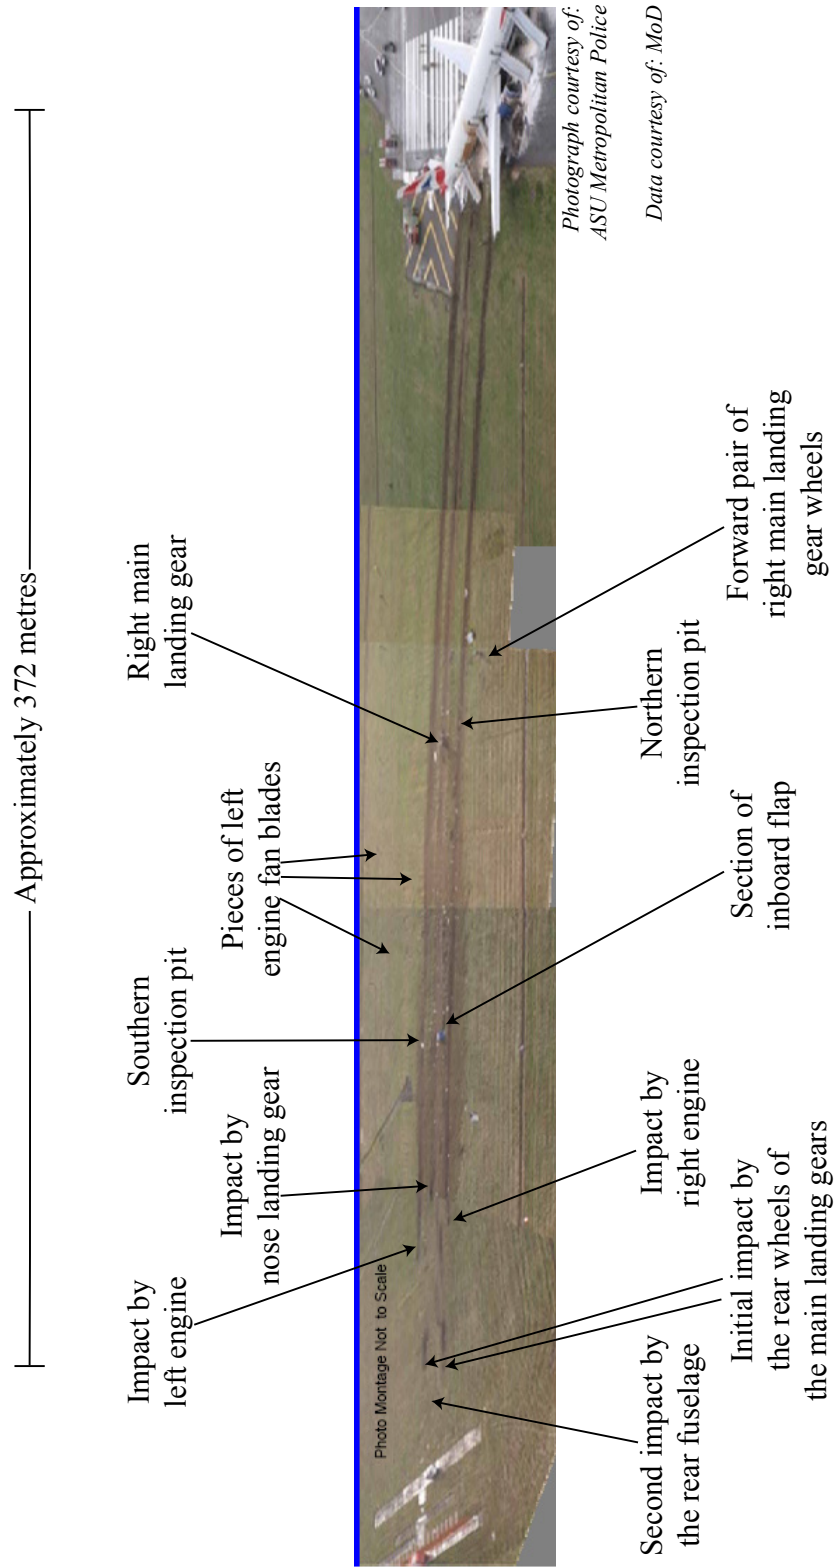 Approximately 372 metres
Impact by
left engine
Impact by
nose landing gear
Southern
inspection pit
Pieces of left
engine fan blades
Right main
landing gear
Photo Montage Not to Scale
Second impact by
the rear fuselage
Initial impact by
the rear wheels of
the main landing gears
Impact by
right engine
Section of
inboard flap
Northern
inspection pit
Forward pair of
right main landing
gear wheels
Photograph courtesy of:
ASU Metropolitan Police
Data courtesy of: MoD